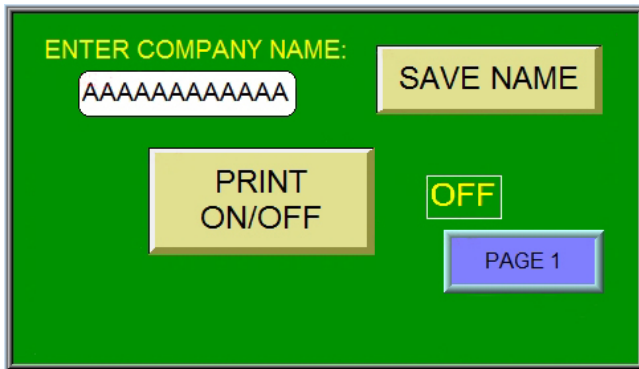 ENTER COMPANY NAME:
AAAAAAAAAAAA
SAVE NAME
PRINT
ON/OFF
OFF
PAGE 1